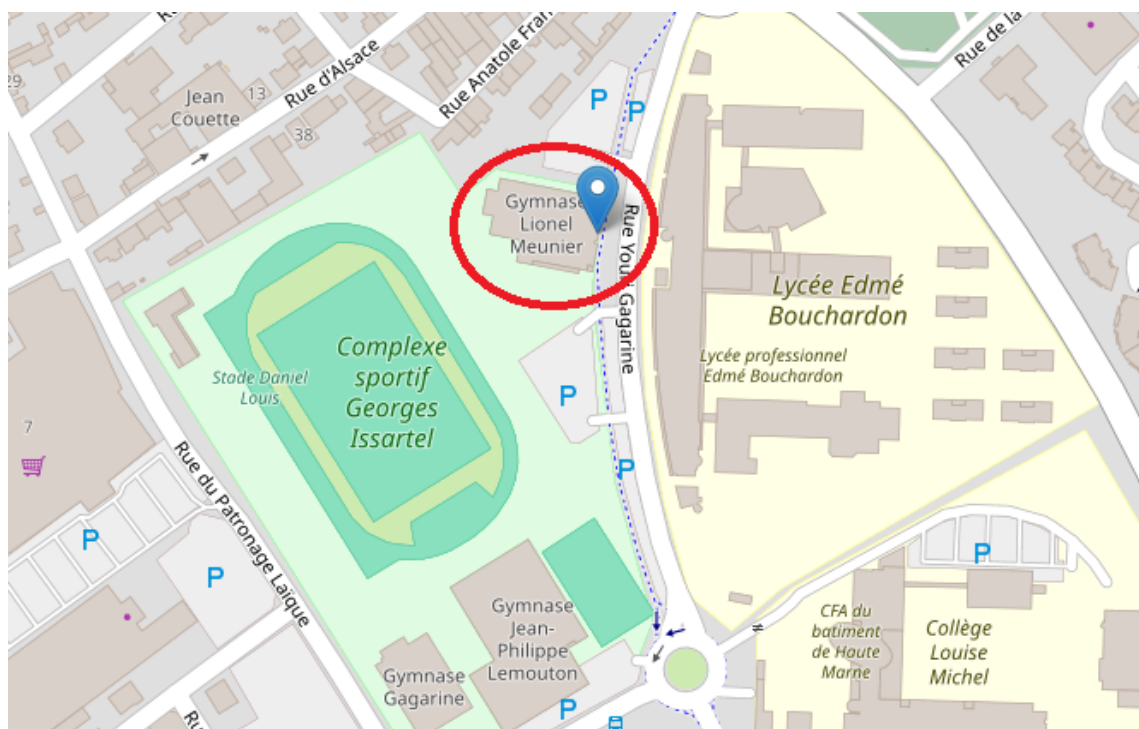 29
Jean
Couette
13
Rue d'Alsace
38
Rue Anatole Fran
P
P
Rue de la
Gymnase
Lionel
Meunier
Rue Youri Gagarine
Lycée Edmé
Bouchardon
Lycée professionnel
Edmé Bouchardon
Complexe
sportif
Georges
Issartel
Stade Daniel
Louis
P
P
7
Rue du Patronage Laïque
P
P
P
Gymnase
Jean-
Philippe
Lemouton
Gymnase
Gagarine
P
CFA du
batiment
de Haute
Marne
Collège
Louise
Michel
Ru